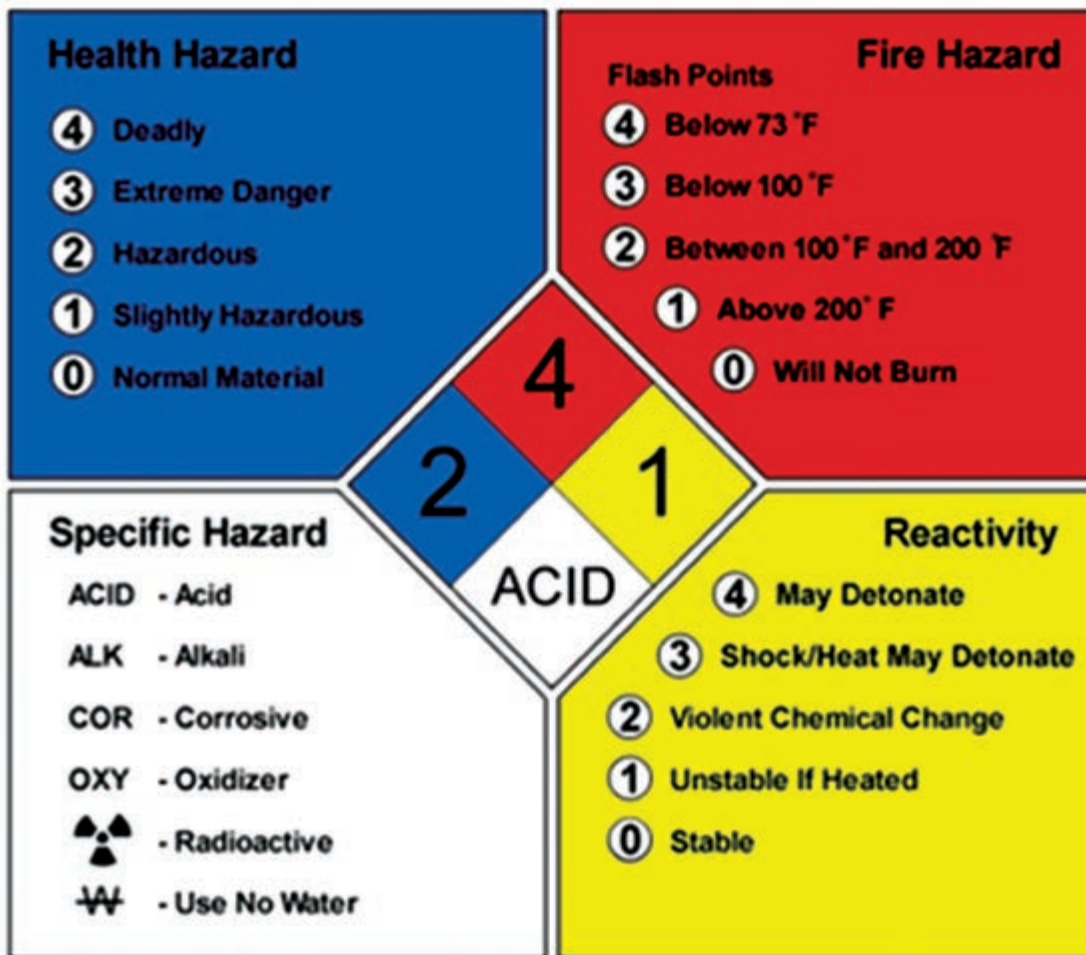 Health Hazard
4 Deadly
3 Extreme Danger
2 Hazardous
1 Slightly Hazardous
0 Normal Material
Fire Hazard
Flash Points
4 Below 73 °F
3 Below 100 °F
2 Between 100 °F and 200 °F
1 Above 200° F
0 Will Not Burn
4
2
1
ACID
Specific Hazard
ACID - Acid
ALK - Alkali
COR - Corrosive
OXY - Oxidizer
- Radioactive
W - Use No Water
Reactivity
4 May Detonate
3 Shock/Heat May Detonate
2 Violent Chemical Change
1 Unstable If Heated
0 Stable